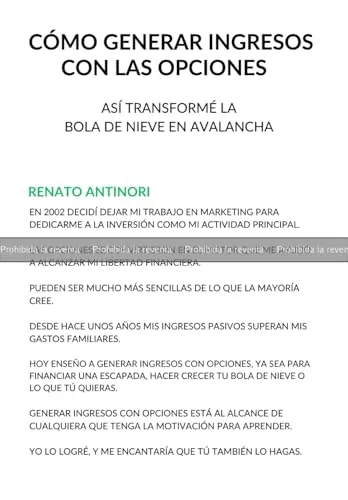 CÓMO GENERAR INGRESOS
CON LAS OPCIONES
ASÍ TRANSFORMÉ LA
BOLA DE NIEVE EN AVALANCHA
RENATO ANTINORI
EN 2002 DECIDÍ DEJAR MI TRABAJO EN MARKETING PARA
DEDICARME A LA INVERSIÓN COMO MI ACTIVIDAD PRINCIPAL.
Prohibida la reventa Prohibida la reventa Prohibida la reventa Prohibida la reven
A ALCANZAR MI LIBERTAD FINANCIERA.
PUEDEN SER MUCHO MÁS SENCILLAS DE LO QUE LA MAYORÍA
CREE.
DESDE HACE UNOS AÑOS MIS INGRESOS PASIVOS SUPERAN MIS
GASTOS FAMILIARES.
HOY ENSEÑO A GENERAR INGRESOS CON OPCIONES, YA SEA PARA
FINANCIAR UNA ESCAPADA, HACER CRECER TU BOLA DE NIEVE O
LO QUE TÚ QUIERAS.
GENERAR INGRESOS CON OPCIONES ESTÁ AL ALCANCE DE
CUALQUIERA QUE TENGA LA MOTIVACIÓN PARA APRENDER.
YO LO LOGRÉ, Y ME ENCANTARÍA QUE TÚ TAMBIÉN LO HAGAS.